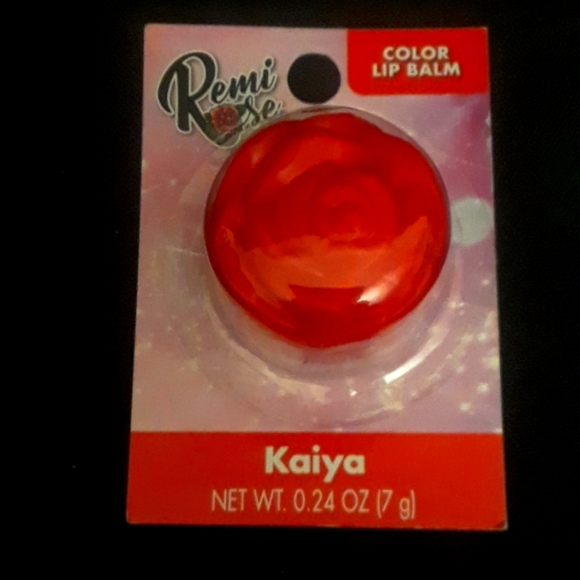 Remi
Rose
COLOR
LIP BALM
Kaiya
NET WT. 0.24 OZ (7 g)